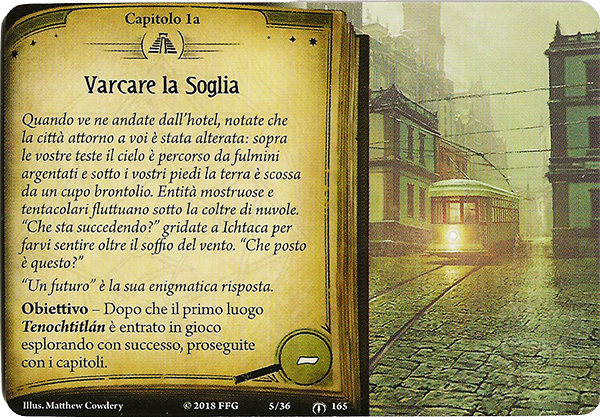 Capitolo 1a
Varcare la Soglia
Quando ve ne andate dall'hotel, notate che
la città attorno a voi è stata alterata: sopra
le vostre teste il cielo è percorso da fulmini
argentati e sotto i vostri piedi la terra è scossa
da un cupo brontolio. Entità mostruose e
tentacolari fluttuano sotto la coltre di nuvole.
“Che sta succedendo?” gridate a Ichtaca per
farvi sentire oltre il soffio del vento. “Che posto
è questo?”
“Un futuro” è la sua enigmatica risposta.
Obiettivo – Dopo che il primo luogo
Tenochtitlán è entrato in gioco
esplorando con successo, proseguite
con i capitoli.
–
Illus. Matthew Cowdery © 2018 FFG 5/36 165